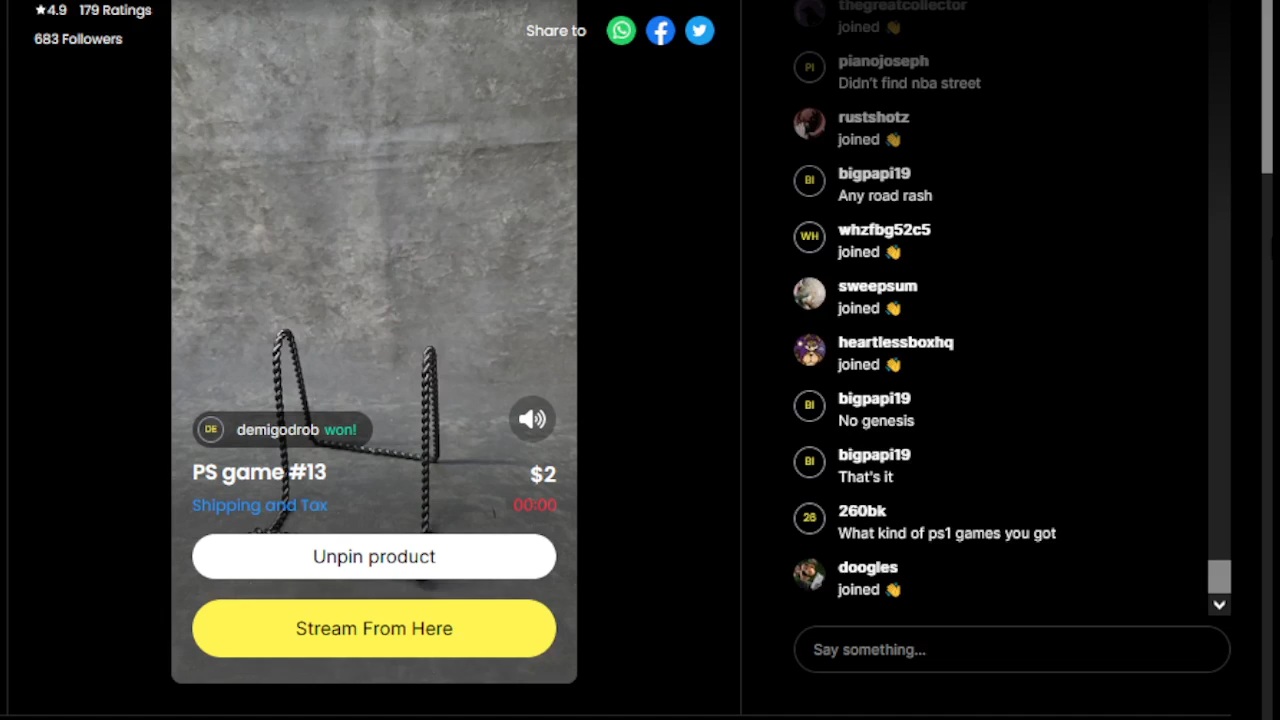 ★4.9 179 Ratings
683 Followers
Share to
DE demigodrob won!
PS game #13 $2
Shipping and Tax 00:00
Unpin product
Stream From Here
thegreatcollector
joined 👏
PI pianojoseph
Didn't find nba street
rustshotz
joined 👏
BI bigpapi19
Any road rash
WH whzfbg52c5
joined 👏
sweepsum
joined 👏
heartlessboxhq
joined 👏
BI bigpapi19
No genesis
BI bigpapi19
That's it
26 260bk
What kind of ps1 games you got
doogles
joined 👏
Say something...